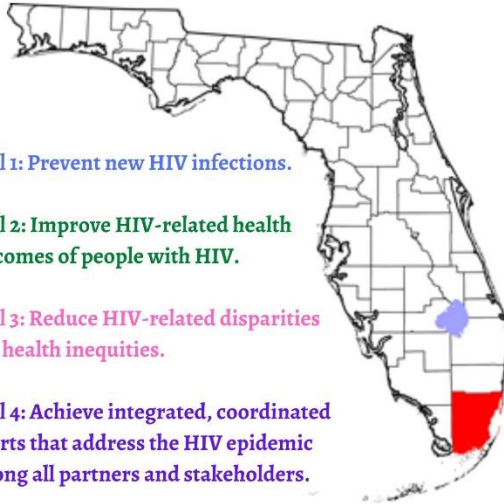 l 1: Prevent new HIV infections.
l 2: Improve HIV-related health
comes of people with HIV.
l 3: Reduce HIV-related disparities
health inequities.
l 4: Achieve integrated, coordinated
rts that address the HIV epidemic
ong all partners and stakeholders.